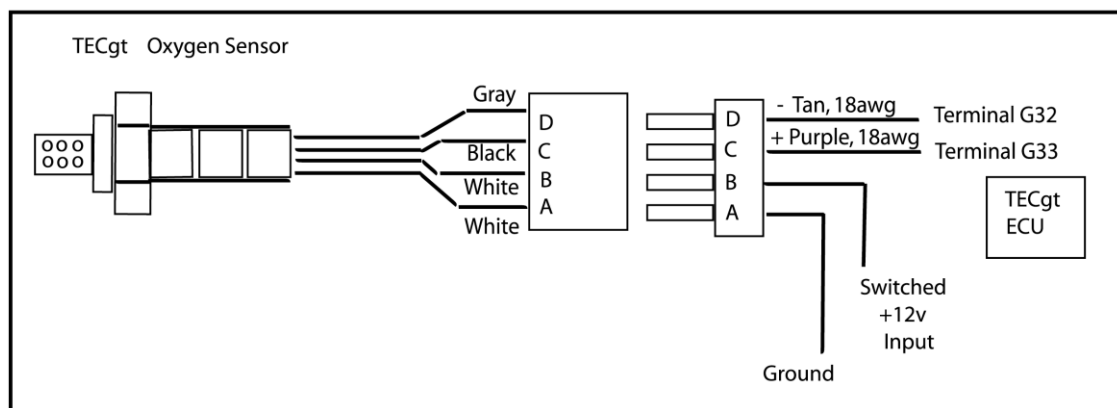 TECgt Oxygen Sensor
Gray
Black
White
White
D
C
B
A
D
C
B
A
- Tan, 18awg
+ Purple, 18awg
Terminal G32
Terminal G33
TECgt
ECU
Switched
+12v
Input
Ground